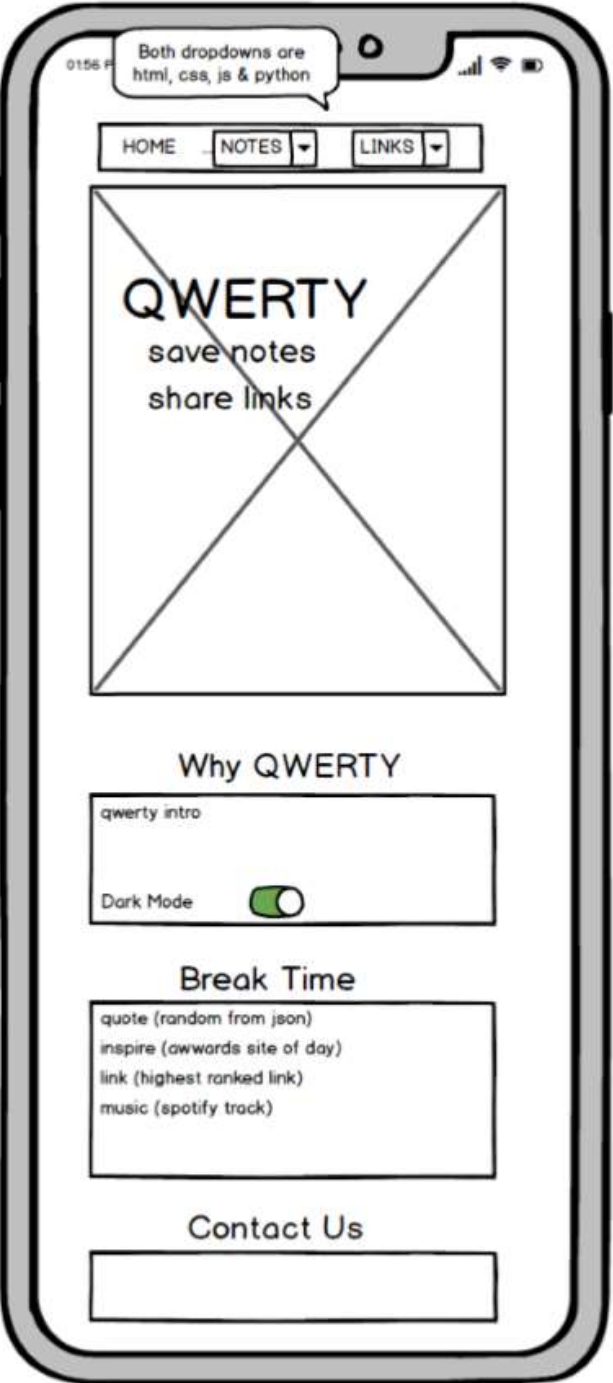 Both dropdowns are
html, css, js & python
01:56 P
HOME NOTES LINKS
QWERTY
save notes
share links
Why QWERTY
qwerty intro
Dark Mode
Break Time
quote (random from json)
inspire (awwards site of day)
link (highest ranked link)
music (spotify track)
Contact Us